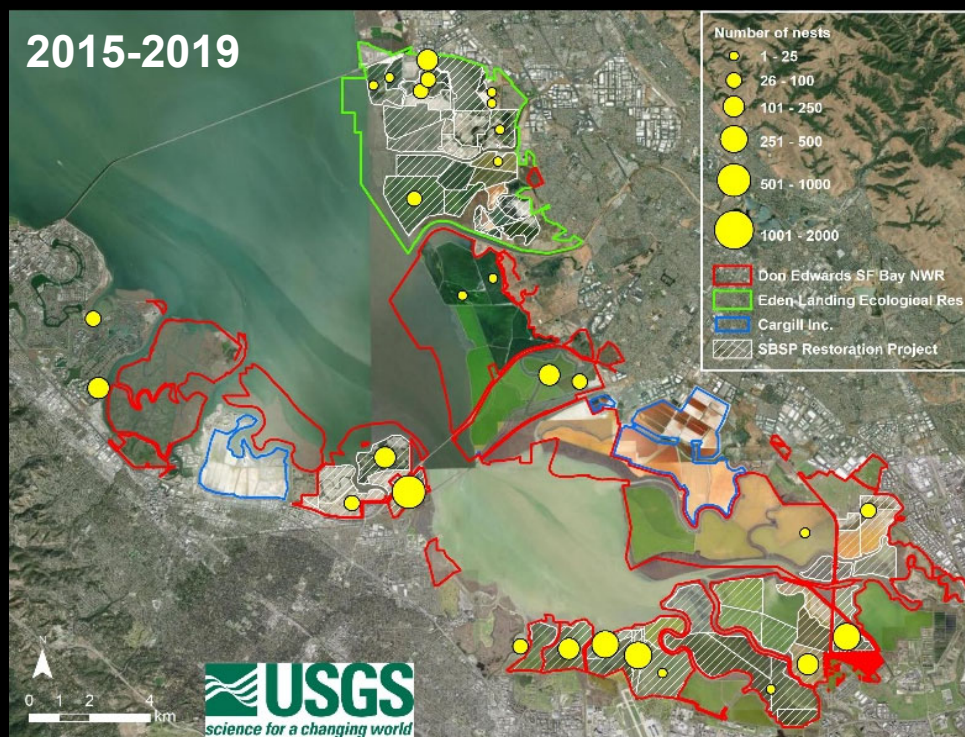 2015-2019
Number of nests
1 - 25
26 - 100
101 - 250
251 - 500
501 - 1000
1001 - 2000
Don Edwards SF Bay NWR
Eden Landing Ecological Res
Cargill Inc.
SBSP Restoration Project
N
0 1 2 4
km
USGS
science for a changing world